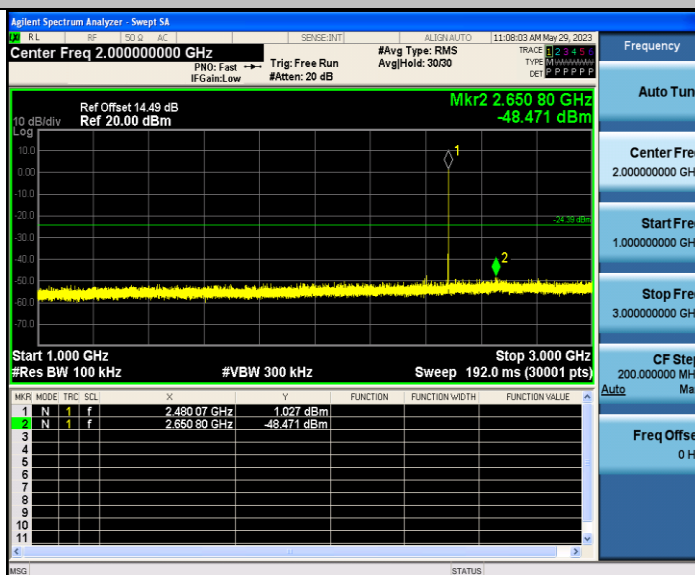 Agilent Spectrum Analyzer - Swept SA
RL RF 50 Ω AC SENSE:INT ALIGNAUTO 11:08:03 AM May 29, 2023
Center Freq 2.000000000 GHz #Avg Type: RMS TRACE 1 2 3 4 5 6
PNO: Fast Trig: Free Run Avg|Hold: 30/30 TYPE M WWWWW
IFGain:Low #Atten: 20 dB DET P P P P P P
Frequency
Ref Offset 14.49 dB Mkr2 2.650 80 GHz
10 dB/div Ref 20.00 dBm -48.471 dBm
Log
Auto Tun
10.0
1
Center Fre
2.000000000 GH
0.00
-10.0
-20.0
-24.39 dBm
Start Fre
1.000000000 GH
-30.0
-40.0
2
-50.0
Stop Fre
3.000000000 GH
-60.0
-70.0
Start 1.000 GHz Stop 3.000 GHz
#Res BW 100 kHz #VBW 300 kHz Sweep 192.0 ms (30001 pts)
CF Step
200.000000 MH
Auto Ma
MKR MODE TRC SCL X Y FUNCTION FUNCTION WIDTH FUNCTION VALUE
1 N 1 f 2.480 07 GHz 1.027 dBm
2 N 1 f 2.650 80 GHz -48.471 dBm
3
4
5
6
7
8
9
10
11
Freq Offse
0 H
MSG STATUS